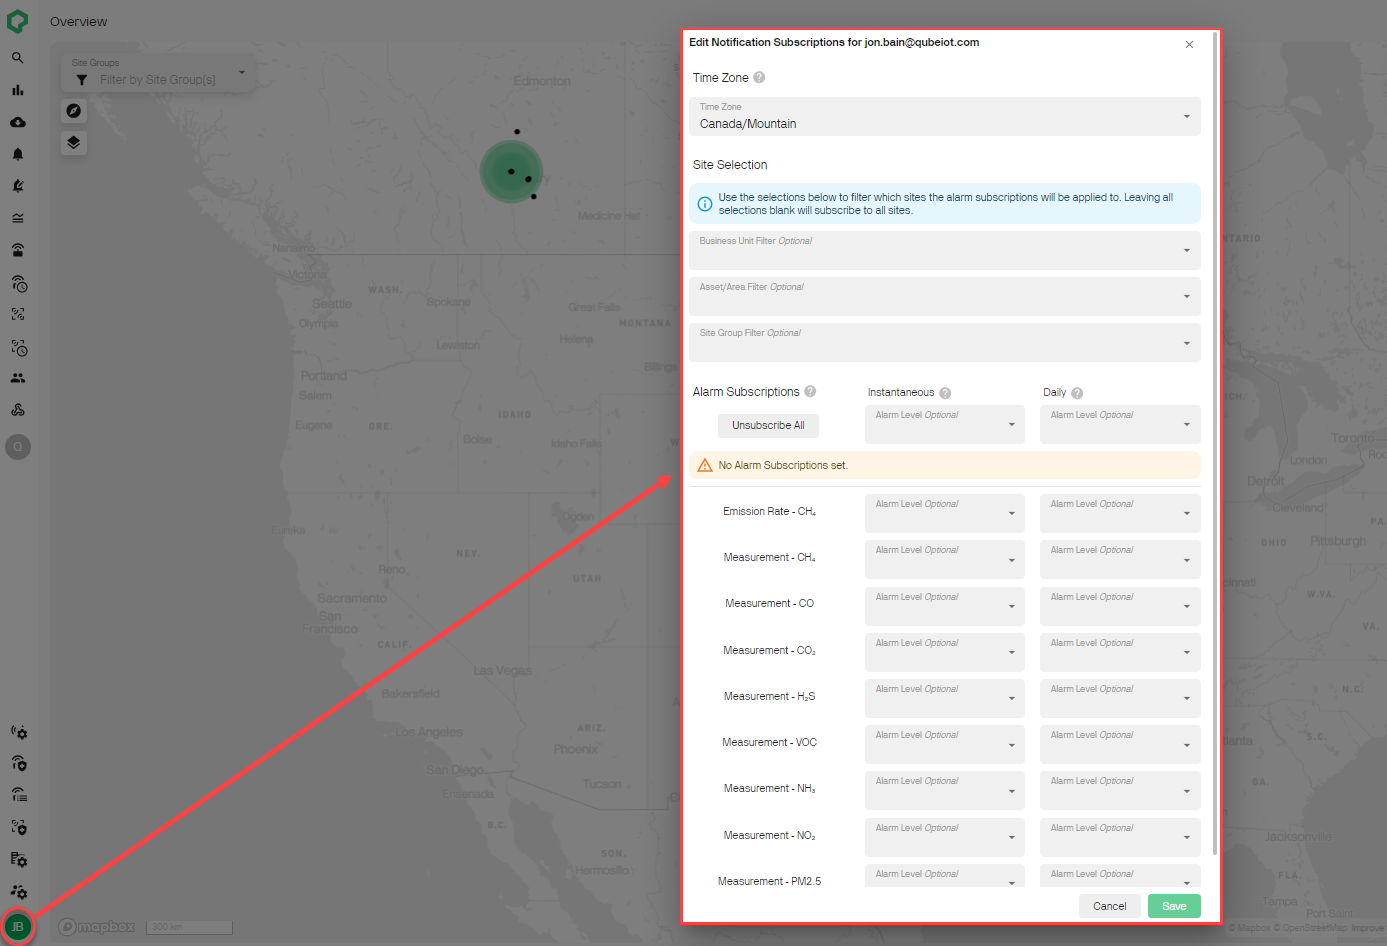 Overview
Site Groups
Filter by Site Group(s)
Edmonton
Medicine Hat
Nanaimo
Victoria
WASH.
Seattle
Spokane
Great Falls
Olympia
MONTANA
Helena
Lewiston
Billings
Portland
Salem
IDAHO
Eugene
ORE.
Boise
Idaho Falls
Ogden
Eureka
NEV.
Reno
UTAH
Sacramento
San
Francisco
CALIF.
Las Vegas
Bakersfield
Los Angeles
ARIZ.
Phoenix
San Diego
Tucson
Ensenada
B.C.
SON.
Hermosillo
JB
Q
mapbox
300 km
Edit Notification Subscriptions for jon.bain@qubeiot.com
Time Zone
Time Zone
Canada/Mountain
Site Selection
Use the selections below to filter which sites the alarm subscriptions will be applied to. Leaving all
selections blank will subscribe to all sites.
Business Unit Filter Optional
Asset/Area Filter Optional
Site Group Filter Optional
Alarm Subscriptions Instantaneous Daily
Unsubscribe All Alarm Level Optional Alarm Level Optional
No Alarm Subscriptions set.
Emission Rate - CH₄ Alarm Level Optional Alarm Level Optional
Measurement - CH₄ Alarm Level Optional Alarm Level Optional
Measurement - CO Alarm Level Optional Alarm Level Optional
Measurement - CO₂ Alarm Level Optional Alarm Level Optional
Measurement - H₂S Alarm Level Optional Alarm Level Optional
Measurement - VOC Alarm Level Optional Alarm Level Optional
Measurement - NH₃ Alarm Level Optional Alarm Level Optional
Measurement - NO₂ Alarm Level Optional Alarm Level Optional
Measurement - PM2.5 Alarm Level Optional Alarm Level Optional
Cancel Save
NTARIO
ICH.
Toronto
London
Detroit
Cleveland
PA.
OHIO
Pittsburgh
cinnati
W.VA.
VA.
N.C.
S.C.
lanta
GA.
Jacksonville
FLA.
Tampa
Port Saint
© Mapbox © OpenStreetMap Improve